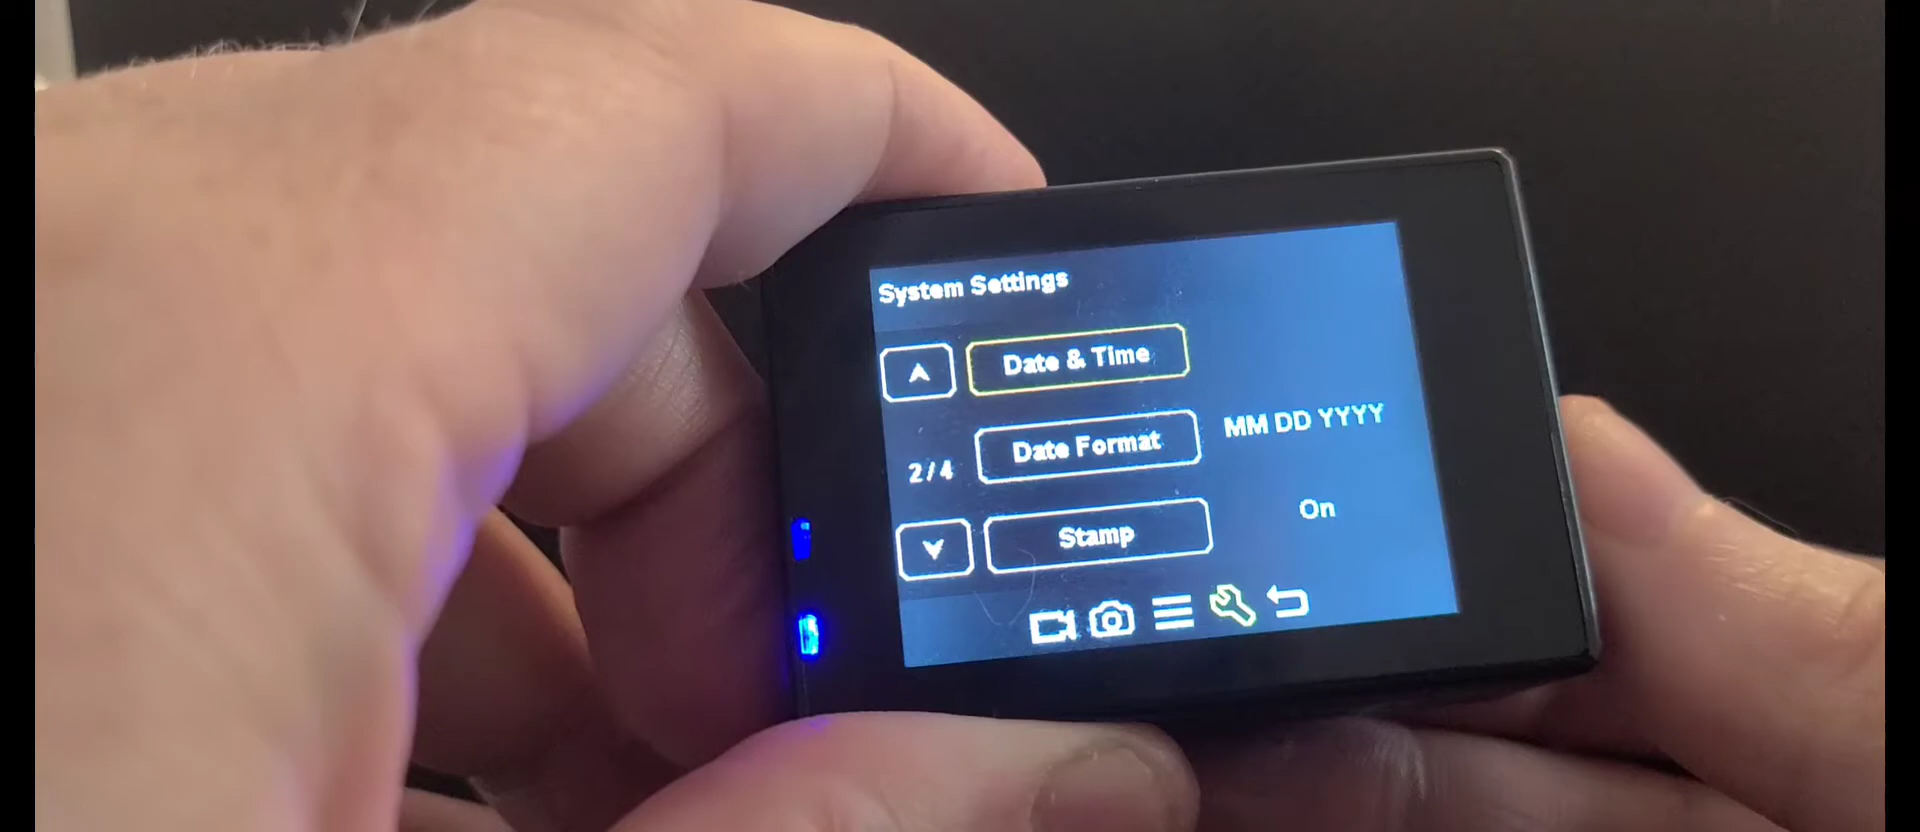 System Settings
Date & Time
Date Format MM DD YYYY
2/4
Stamp On